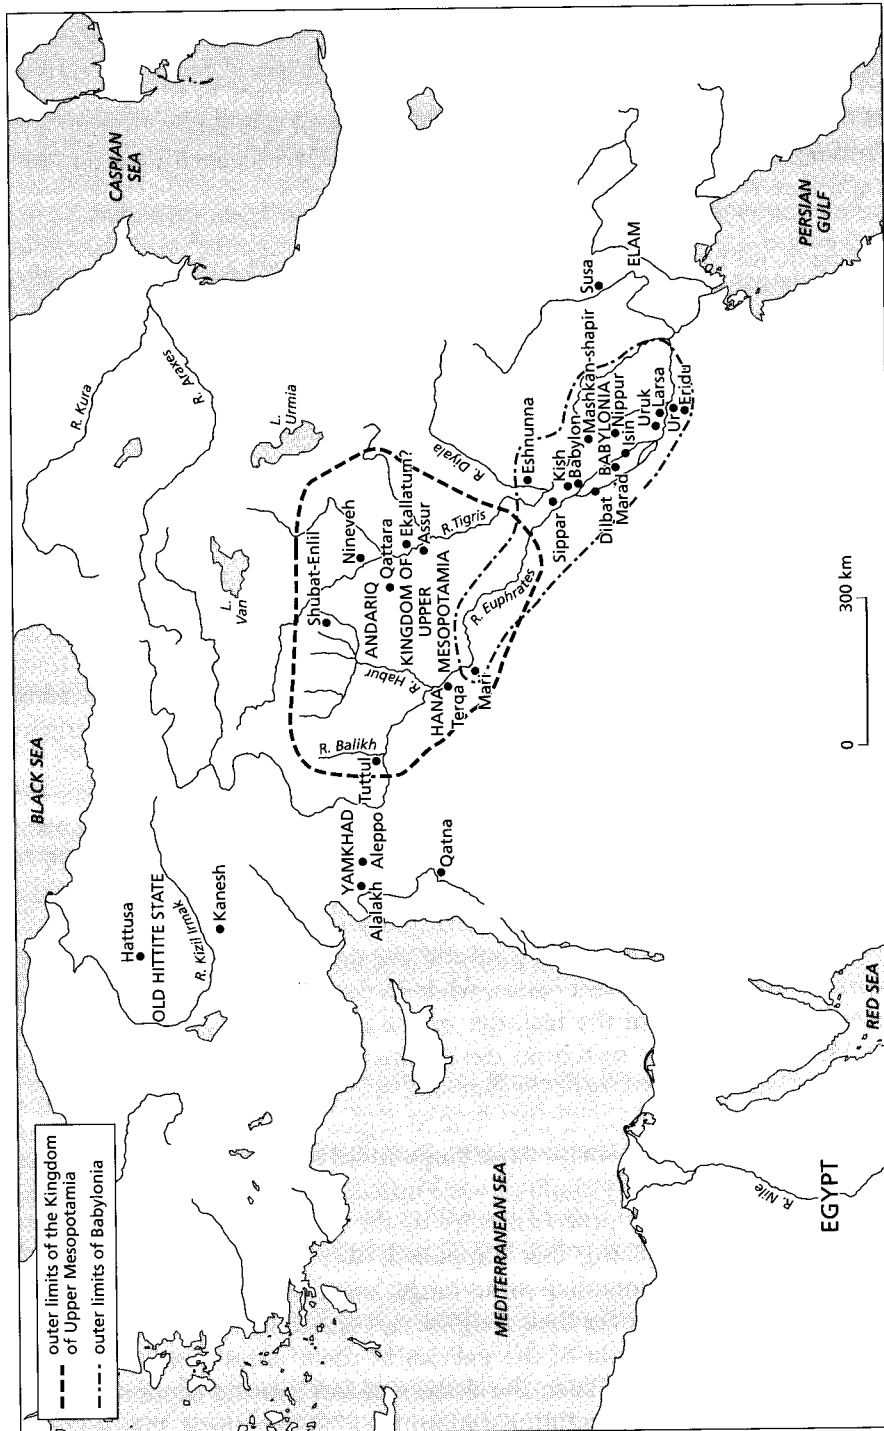 outer limits of the Kingdom
of Upper Mesopotamia
outer limits of Babylonia
BLACK SEA
CASPIAN
SEA
R. Kura
R. Araxes
Hattusa
OLD HITTITE STATE
R. Kizil Irmak
Kanesh
L.
Van
L.
Urmia
Shubat-Enlil
Nineveh
ANDARIQ
Qattara
KINGDOM OF
Ekallatum?
UPPER
Assur
MESOPOTAMIA
R. Tigris
R. Diyala
R. Habur
R. Balikh
Tuttul
YAMKHAD
Aleppo
Alalakh
Qatna
HANA
Terqa
Mari
R. Euphrates
Eshnunna
Sippar
Kish
Babylon
Mashkan-shapir
Dilbat
BABYLONIA
Marad
Nippur
Isin
Uruk
Larsa
Ur
Eridu
Susa
ELAM
PERSIAN
GULF
MEDITERRANEAN SEA
EGYPT
R. Nile
RED SEA
0
300 km